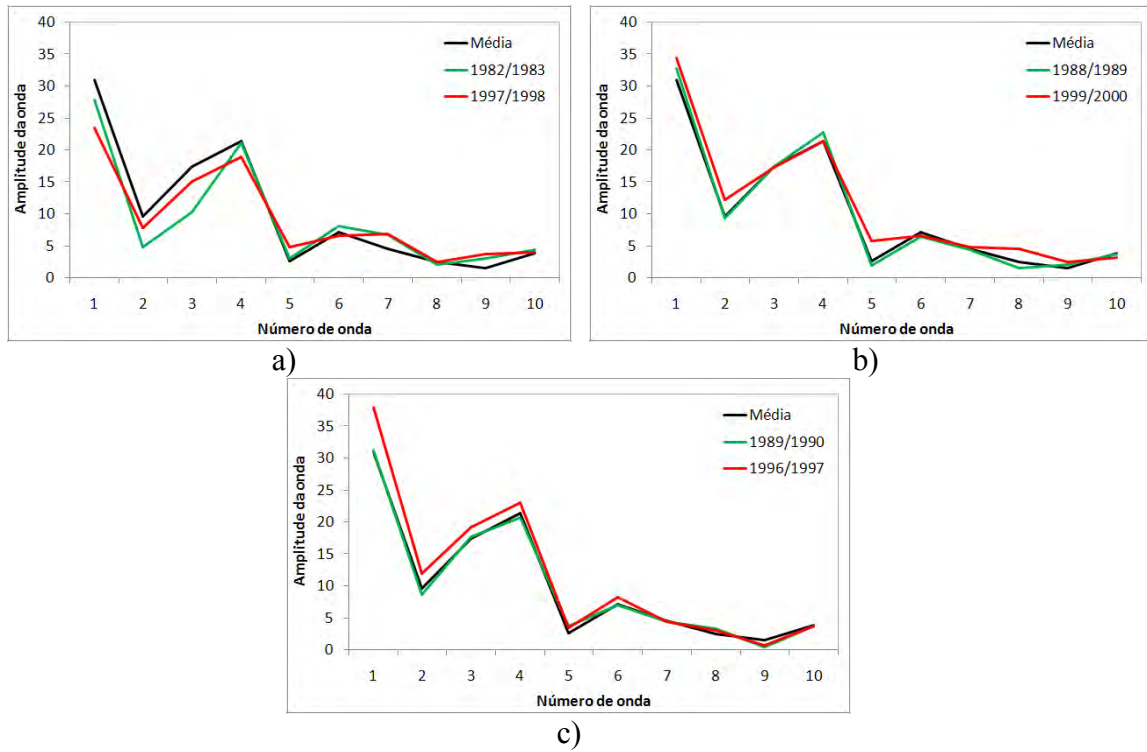 Amplitude da onda
40
35
30
25
20
15
10
5
0
Média
1982/1983
1997/1998
1 2 3 4 5 6 7 8 9 10
Número de onda
a)
Amplitude da onda
40
35
30
25
20
15
10
5
0
Média
1988/1989
1999/2000
1 2 3 4 5 6 7 8 9 10
Número de onda
b)
Amplitude da onda
40
35
30
25
20
15
10
5
0
Média
1989/1990
1996/1997
1 2 3 4 5 6 7 8 9 10
Número de onda
c)